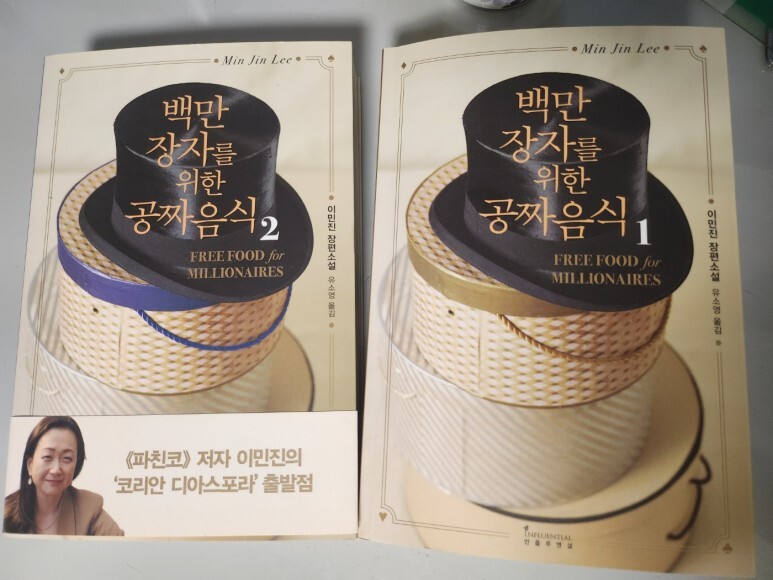 Min Jin Lee
백만
장자를
위한
공짜음식 2
FREE FOOD for
MILLIONAIRES
이민진 장편소설
유소영 옮김
《파친코》 저자 이민진의
‘코리안 디아스포라’ 출발점
Min Jin Lee
백만
장자를
위한
공짜음식 1
FREE FOOD for
MILLIONAIRES
이민진 장편소설
유소영 옮김
INFLUENTIAL
인플루엔셜